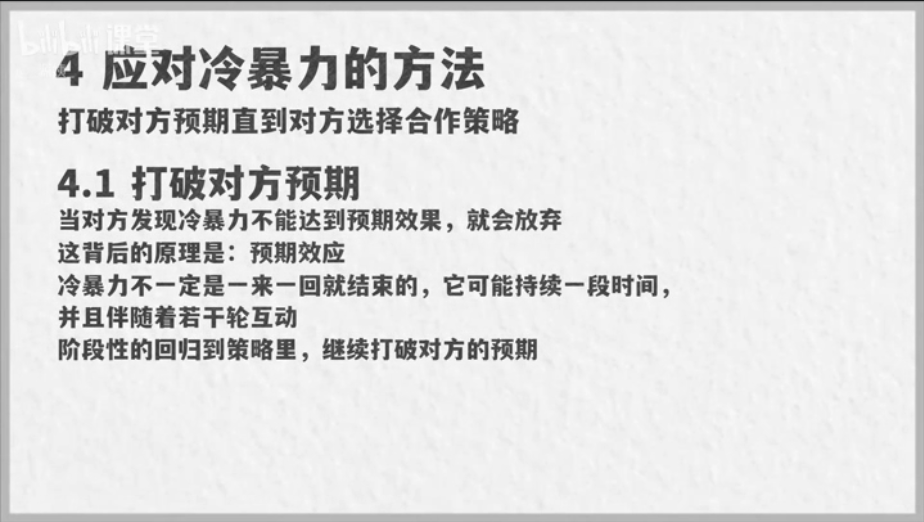 bilibili课堂
4 应对冷暴力的方法
打破对方预期直到对方选择合作策略
4.1 打破对方预期
当对方发现冷暴力不能达到预期效果，就会放弃
这背后的原理是：预期效应
冷暴力不一定是一来一回就结束的，它可能持续一段时间，
并且伴随着若干轮互动
阶段性的回归到策略里，继续打破对方的预期